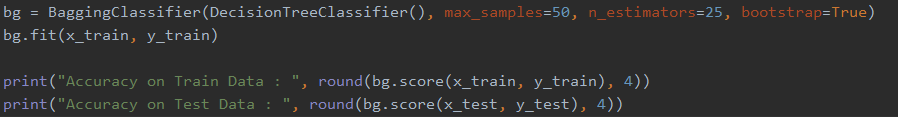 bg = BaggingClassifier(DecisionTreeClassifier(), max_samples=50, n_estimators=25, bootstrap=True)
bg.fit(x_train, y_train)
print("Accuracy on Train Data : ", round(bg.score(x_train, y_train), 4))
print("Accuracy on Test Data : ", round(bg.score(x_test, y_test), 4))